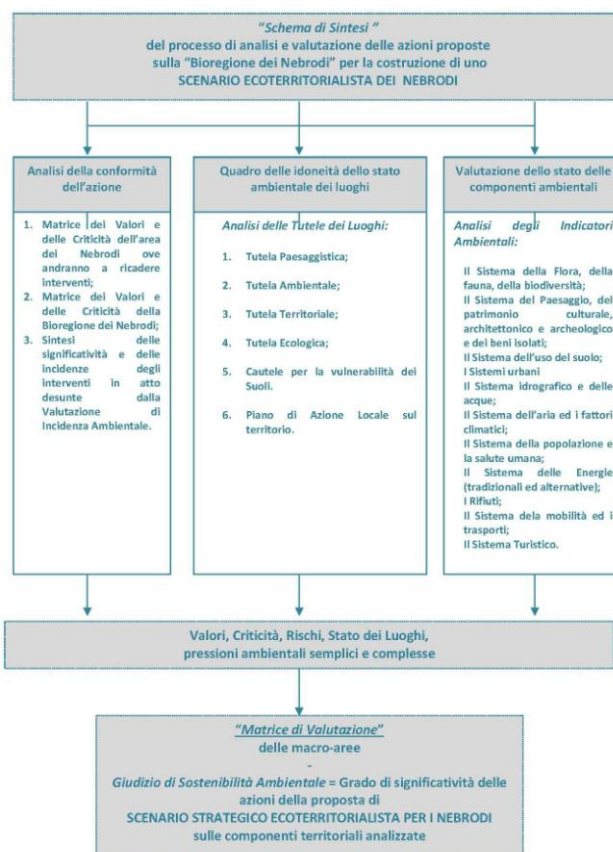 “Schema di Sintesi ”
del processo di analisi e valutazione delle azioni proposte
sulla “Bioregione dei Nebrodi” per la costruzione di uno
SCENARIO ECOTERRITORIALISTA DEI NEBRODI
Analisi della conformità
dell’azione
1. Matrice dei Valori e
delle Criticità dell’area
dei Nebrodi ove
andranno a ricadere
interventi;
2. Matrice dei Valori e
delle Criticità della
Bioregione dei Nebrodi;
3. Sintesi delle
significatività e delle
incidenze degli
interventi in atto
desunte dalla
Valutazione di
Incidenza Ambientale.
Quadro delle idoneità dello stato
ambientale dei luoghi
Analisi delle Tutele dei Luoghi:
1. Tutela Paesaggistica;
2. Tutela Ambientale;
3. Tutela Territoriale;
4. Tutela Ecologica;
5. Cautele per la vulnerabilità dei
Suoli.
6. Piano di Azione Locale sul
territorio.
Valutazione dello stato delle
componenti ambientali
Analisi degli Indicatori
Ambientali:
Il Sistema della Flora, della
fauna, della biodiversità;
Il Sistema del Paesaggio, del
patrimonio culturale,
architettonico e archeologico
e dei beni isolati;
Il Sistema dell’uso del suolo;
I Sistemi urbani
Il Sistema idrografico e delle
acque;
Il Sistema dell’aria ed i fattori
climatici;
Il Sistema della popolazione e
la salute umana;
Il Sistema delle Energie
(tradizionali ed alternative);
I Rifiuti;
Il Sistema dela mobilità ed i
trasporti;
Il Sistema Turistico.
Valori, Criticità, Rischi, Stato dei Luoghi,
pressioni ambientali semplici e complesse
“Matrice di Valutazione”
delle macro-aree
-
Giudizio di Sostenibilità Ambientale = Grado di significatività delle
azioni della proposta di
SCENARIO STRATEGICO ECOTERRITORIALISTA PER I NEBRODI
sulle componenti territoriali analizzate